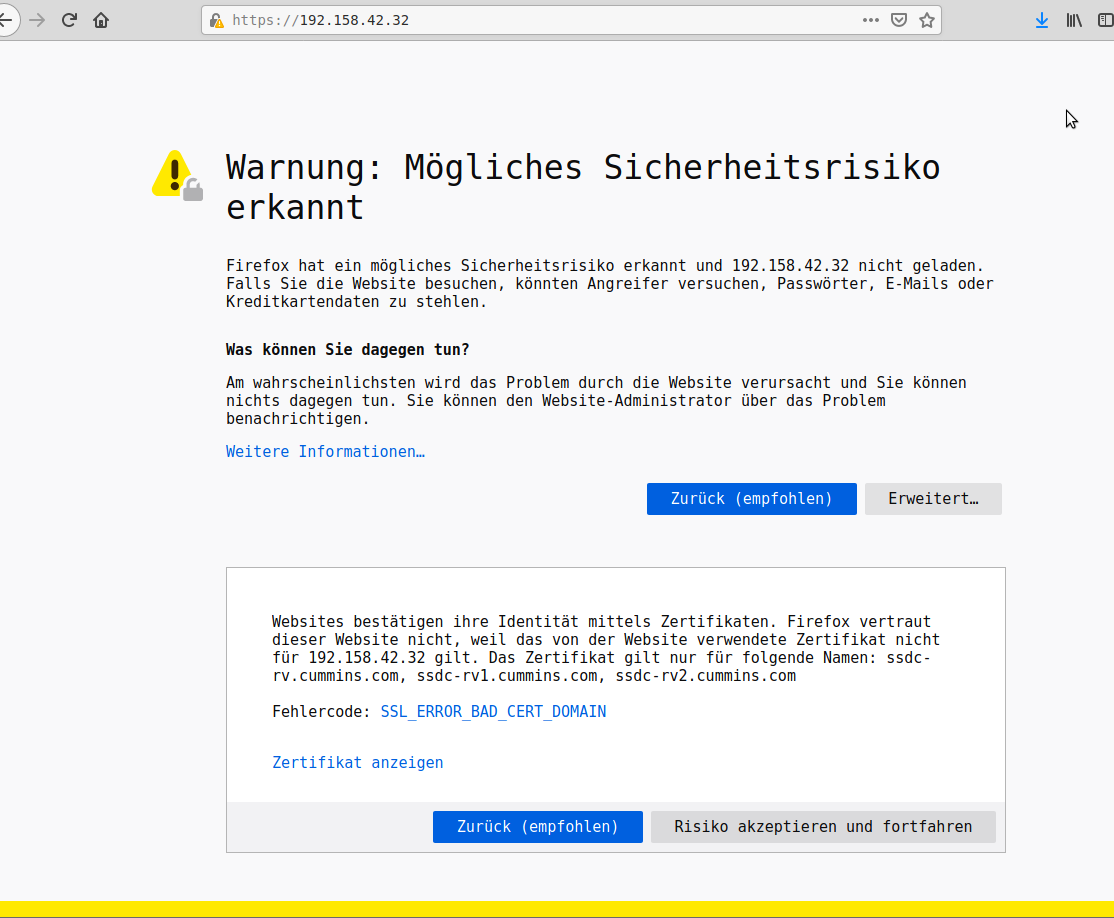 https://192.158.42.32
Warnung: Mögliches Sicherheitsrisiko
erkannt
Firefox hat ein mögliches Sicherheitsrisiko erkannt und 192.158.42.32 nicht geladen.
Falls Sie die Website besuchen, könnten Angreifer versuchen, Passwörter, E-Mails oder
Kreditkartendaten zu stehlen.
Was können Sie dagegen tun?
Am wahrscheinlichsten wird das Problem durch die Website verursacht und Sie können
nichts dagegen tun. Sie können den Website-Administrator über das Problem
benachrichtigen.
Weitere Informationen…
Zurück (empfohlen) Erweitert…
Websites bestätigen ihre Identität mittels Zertifikaten. Firefox vertraut
dieser Website nicht, weil das von der Website verwendete Zertifikat nicht
für 192.158.42.32 gilt. Das Zertifikat gilt nur für folgende Namen: ssdc-
rv.cummins.com, ssdc-rv1.cummins.com, ssdc-rv2.cummins.com
Fehlercode: SSL_ERROR_BAD_CERT_DOMAIN
Zertifikat anzeigen
Zurück (empfohlen) Risiko akzeptieren und fortfahren